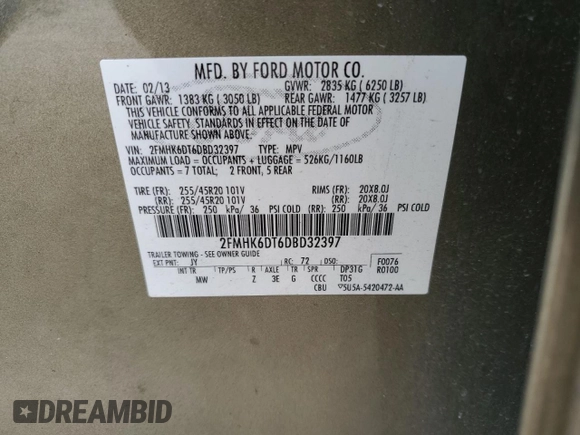 MFD. BY FORD MOTOR CO.
DATE: 02/13 GVWR: 2835 KG ( 6250 LB)
FRONT GAWR: 1383 KG ( 3050 LB) REAR GAWR: 1477 KG ( 3257 LB)
THIS VEHICLE CONFORMS TO ALL APPLICABLE FEDERAL MOTOR
VEHICLE SAFETY STANDARDS IN EFFECT ON THE DATE OF
MANUFACTURE SHOWN ABOVE.
VIN: 2FMHK6DT6DBD32397 TYPE: MPV
MAXIMUM LOAD = OCCUPANTS + LUGGAGE = 526KG/1160LB
OCCUPANTS = 7 TOTAL; 2 FRONT, 5 REAR
TIRE (FR): 255/45R20 101V RIMS (FR): 20X8.0J
(RR): 255/45R20 101V (RR): 20X8.0J
PRESSURE (FR): 250 kPa/ 36 PSI COLD (RR): 250 kPa/ 36 PSI COLD
2FMHK6DT6DBD32397
TRAILER TOWING - SEE OWNER GUIDE
EXT PNT: JY RC: 72 DSO: F0076
INT TR TP/PS R AXLE TR SPR DP31G R0100
MW Z 3E G CCCC T05
CBU 5U5A-5420472-AA
DREAMBID